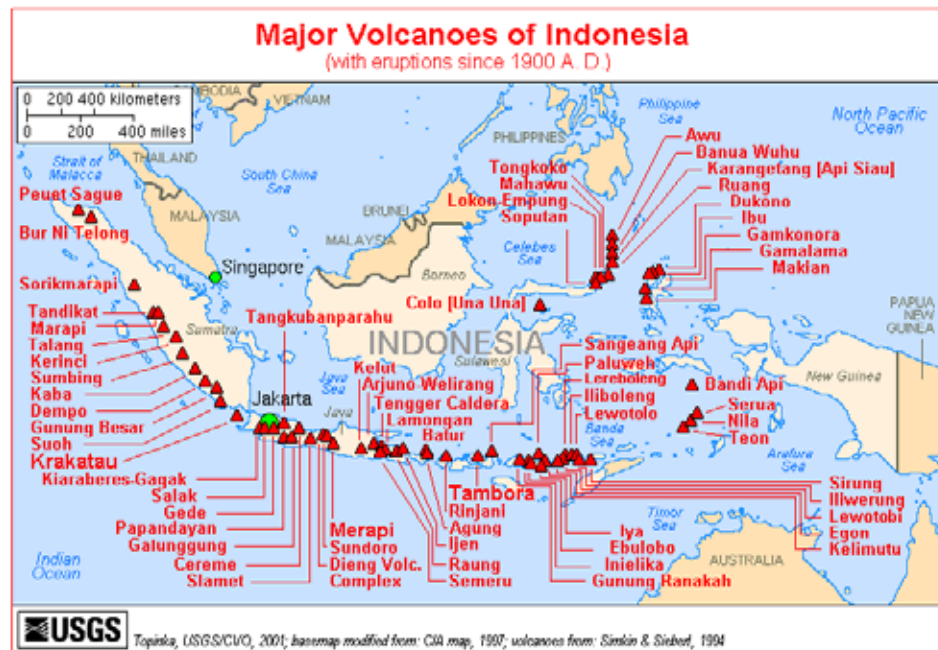 Major Volcanoes of Indonesia
(with eruptions since 1900 A. D.)
0 200 400 kilometers
0 200 400 miles
CAMBODIA
VIETNAM
THAILAND
Strait of
Malacca
South China
Sea
MALAYSIA
BRUNEI
MALAYSIA
PHILIPPINES
Philippine
Sea
North Pacific
Ocean
Peuet Sague
Bur Ni Telong
Sorikmarapi
Tandikat
Marapi
Talang
Kerinci
Sumbing
Kaba
Dempo
Gunung Besar
Suoh
Krakatau
Kiaraberes-Gagak
Salak
Gede
Papandayan
Galunggung
Cereme
Slamet
Singapore
Sumatra
Tangkubanparahu
Jakarta
Java
Sea
Java
Borneo
INDONESIA
Celebes
Sea
Sulawesi
Tongkoko
Mahawu
Lokon Empung
Soputan
Colo [Una Una]
Awu
Banua Wuhu
Karangetang [Api Siau]
Ruang
Dukono
Ibu
Gamkonora
Gamalama
Makian
PAPUA
NEW
GUINEA
New Guinea
Kelut
Arjuno Welirang
Tengger Caldera
Lamongan
Batur
Sangeang Api
Paluweh
Lereboleng
Iliboleng
Lewotolo
Banda
Sea
Bandi Api
Serua
Nila
Teon
Arafura
Sea
Merapi
Sundoro
Dieng Volc.
Complex
Tambora
Rinjani
Agung
Ijen
Raung
Semeru
Iya
Ebulobo
Inielika
Gunung Ranakah
Sirung
Iliwerung
Lewotobi
Egon
Kelimutu
Timor
Sea
AUSTRALIA
Indian
Ocean
USGS
Topinka, USGS/CVO, 2001; basemap modified from: CIA map, 1997; volcanoes from: Simkin & Siebert, 1994